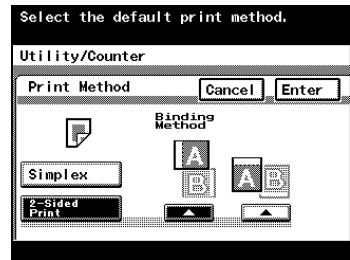 Select the default print method.
Utility/Counter
Print Method
Cancel
Enter
Binding
Method
A
B
A
B
Simplex
2-Sided
Print